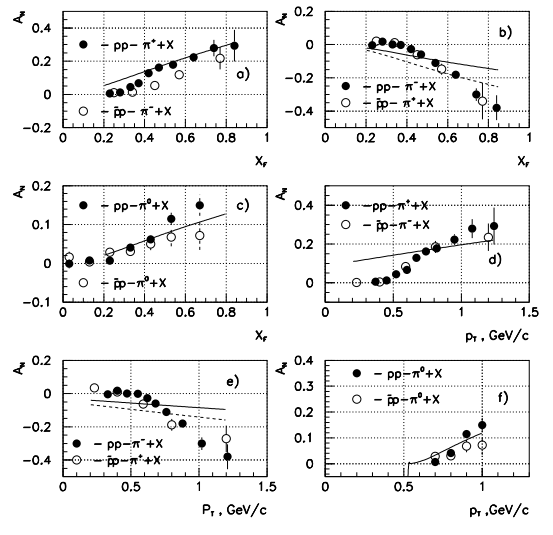 A_N
0.4
0.2
0
-0.2
● - pp-π⁺+X
○ - p̄p-π⁻+X
a)
0 0.2 0.4 0.6 0.8 1
X_F
A_N
0.2
0
-0.2
-0.4
b)
● - pp-π⁻+X
○ - p̄p-π⁺+X
0 0.2 0.4 0.6 0.8 1
X_F
A_N
0.2
0.1
0
-0.1
● - pp-π⁰+X
c)
○ - p̄p-π⁰+X
0 0.2 0.4 0.6 0.8 1
X_F
A_N
0.4
0.2
0
● -pp-π⁺+X
○ -p̄p-π⁻+X
d)
0 0.5 1 1.5
p_T , GeV/c
A_N
0.2
0
-0.2
-0.4
e)
● - pp-π⁻+X
○ - p̄p-π⁺+X
0 0.5 1 1.5
P_T , GeV/c
A_N
0.4
0.3
0.2
0.1
0
● - pp-π⁰+X
f)
○ - p̄p-π⁰+X
0 0.5 1
p_T , GeV/c